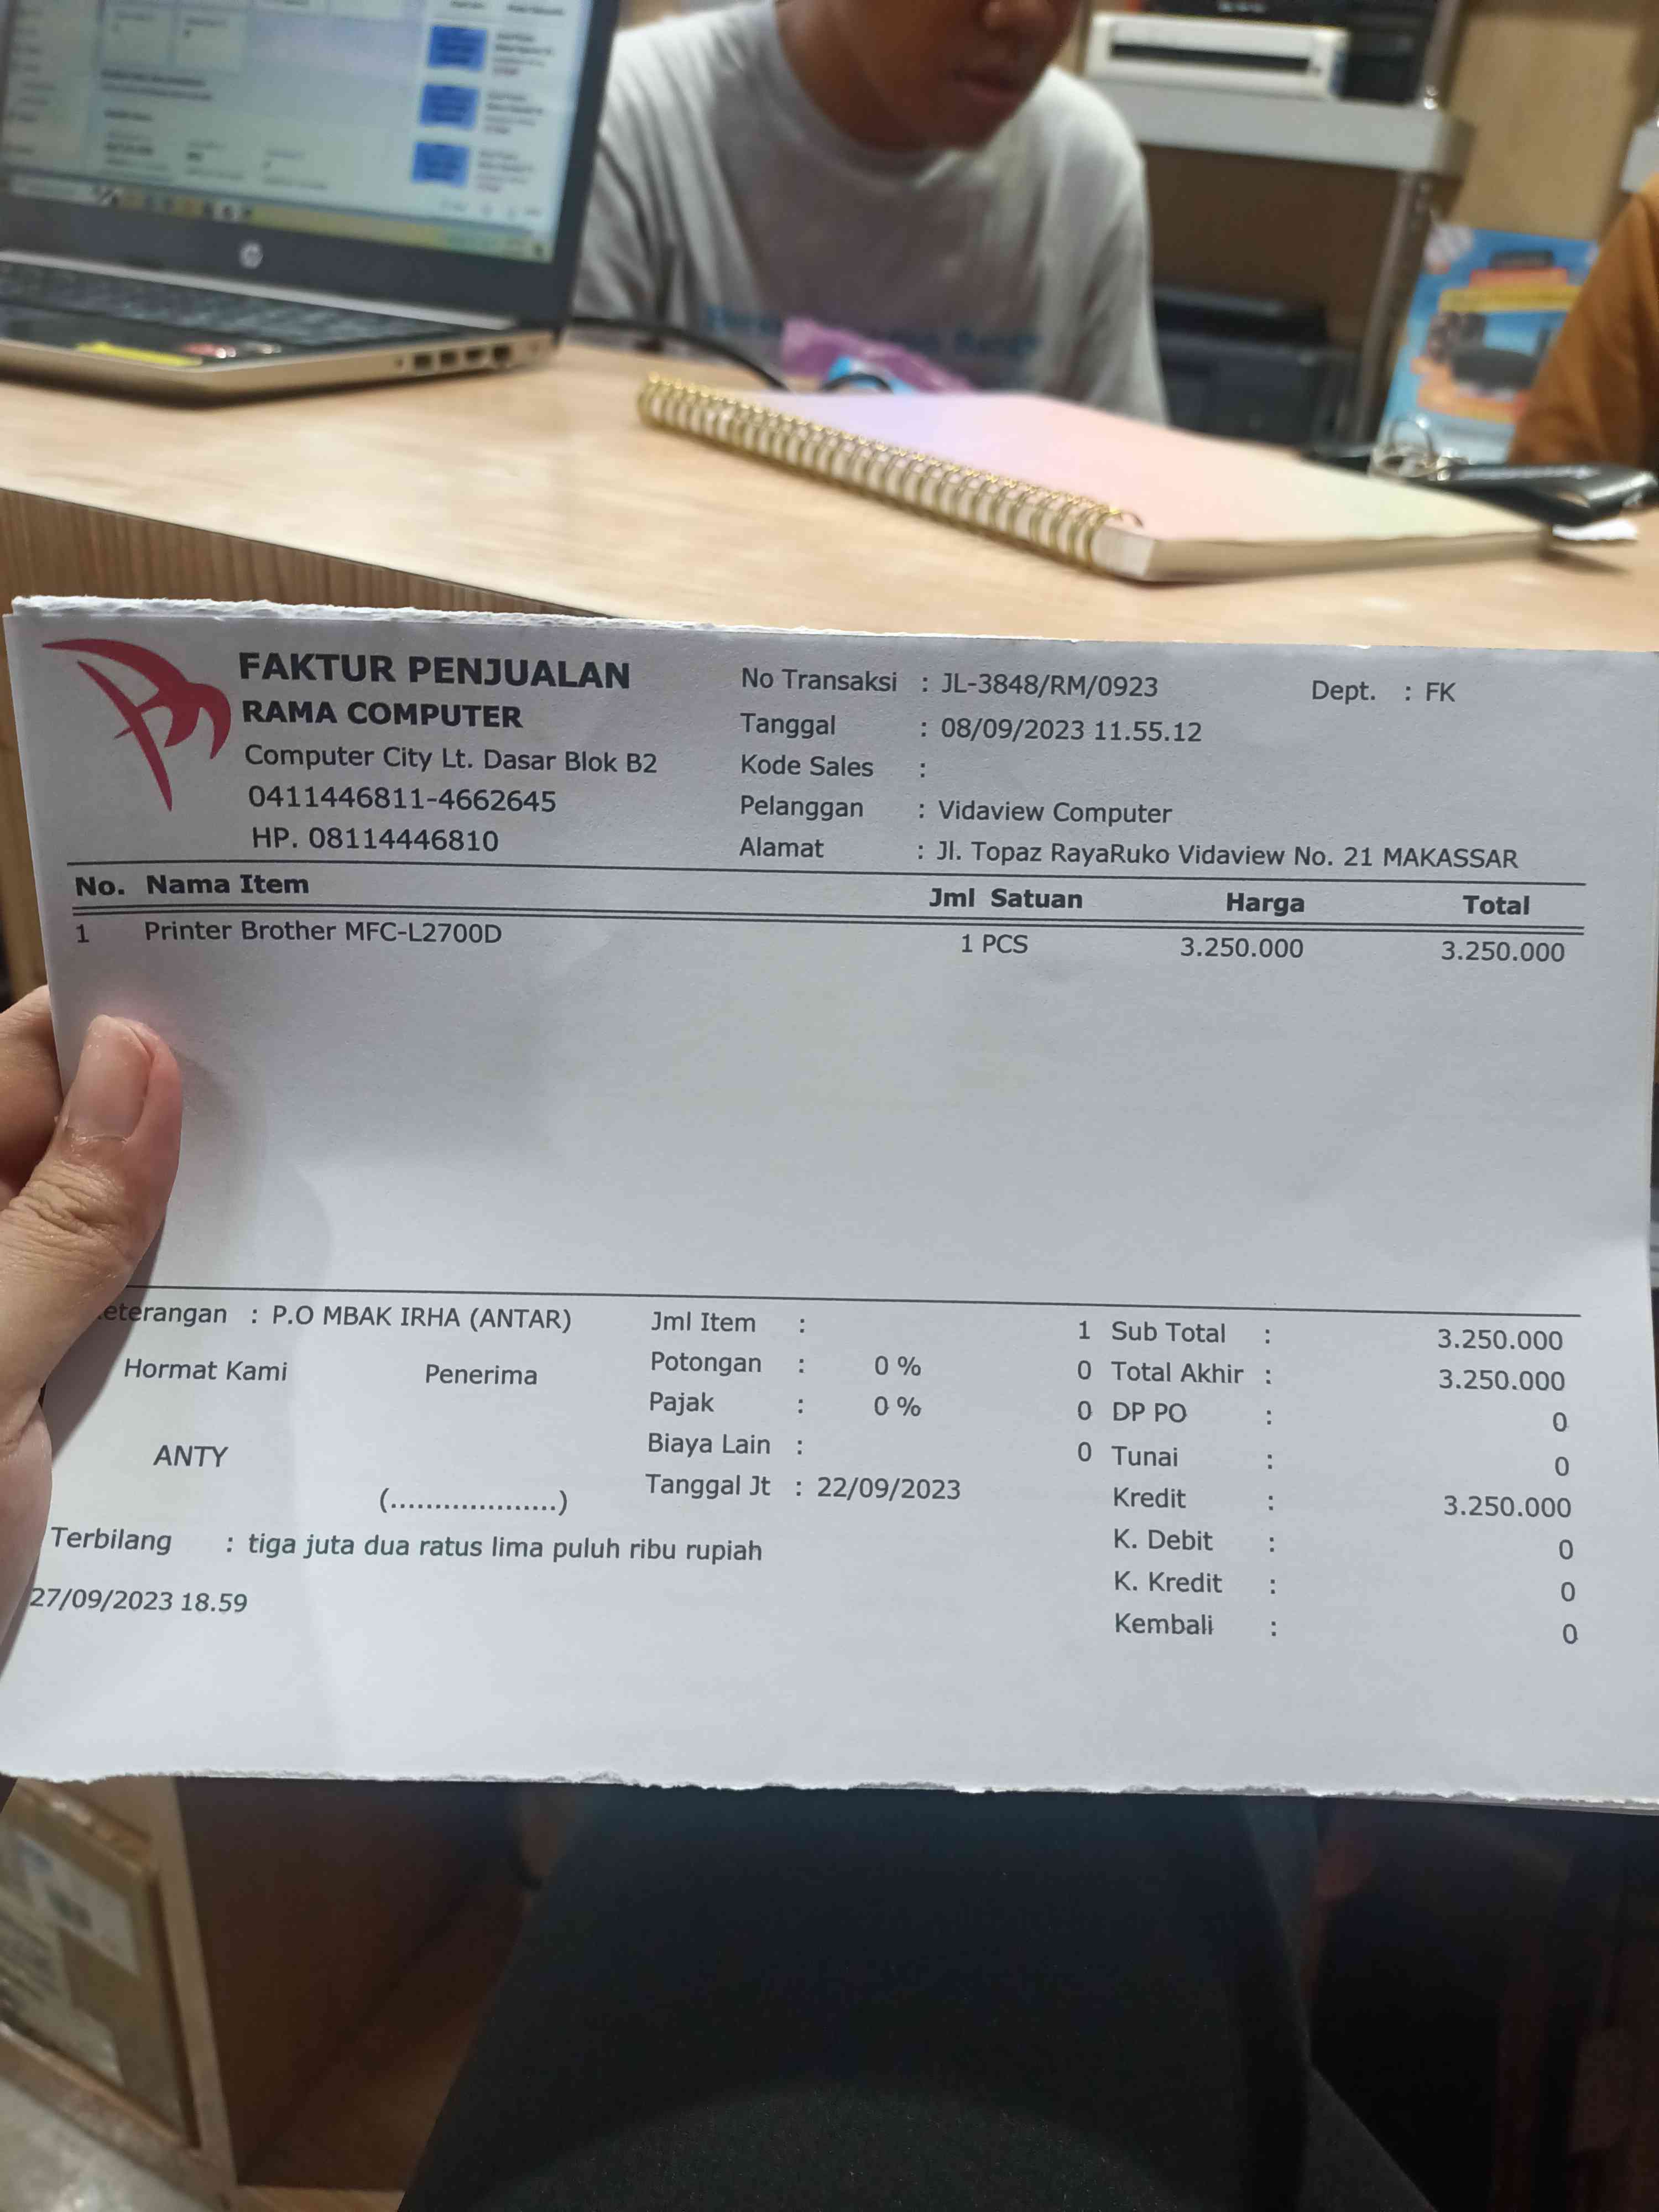 FAKTUR PENJUALAN
RAMA COMPUTER
Computer City Lt. Dasar Blok B2
0411446811-4662645
HP. 08114446810
No Transaksi : JL-3848/RM/0923 Dept. : FK
Tanggal : 08/09/2023 11.55.12
Kode Sales :
Pelanggan : Vidaview Computer
Alamat : Jl. Topaz RayaRuko Vidaview No. 21 MAKASSAR
No. Nama Item Jml Satuan Harga Total
1 Printer Brother MFC-L2700D 1 PCS 3.250.000 3.250.000
eterangan : P.O MBAK IRHA (ANTAR)
Hormat Kami Penerima
ANTY
(...................)
Jml Item : 1
Potongan : 0 % 0
Pajak : 0 % 0
Biaya Lain : 0
Tanggal Jt : 22/09/2023
Sub Total : 3.250.000
Total Akhir : 3.250.000
DP PO : 0
Tunai : 0
Kredit : 3.250.000
K. Debit : 0
K. Kredit : 0
Kembali : 0
Terbilang : tiga juta dua ratus lima puluh ribu rupiah
27/09/2023 18.59